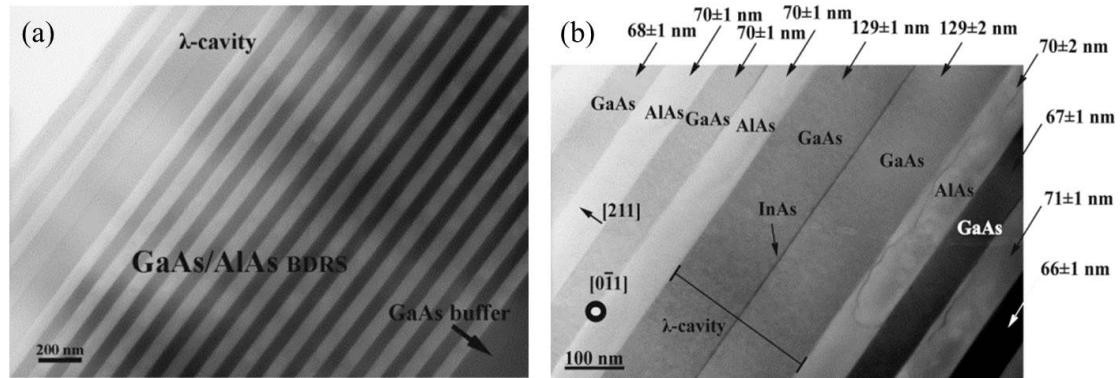 (a)
λ-cavity
GaAs/AlAs BDRS
GaAs buffer
200 nm
(b)
68±1 nm
70±1 nm
70±1 nm
70±1 nm
129±1 nm
129±2 nm
70±2 nm
67±1 nm
71±1 nm
66±1 nm
GaAs
AlAs
GaAs
AlAs
GaAs
GaAs
AlAs
GaAs
[211]
InAs
[01̄1]
λ-cavity
100 nm